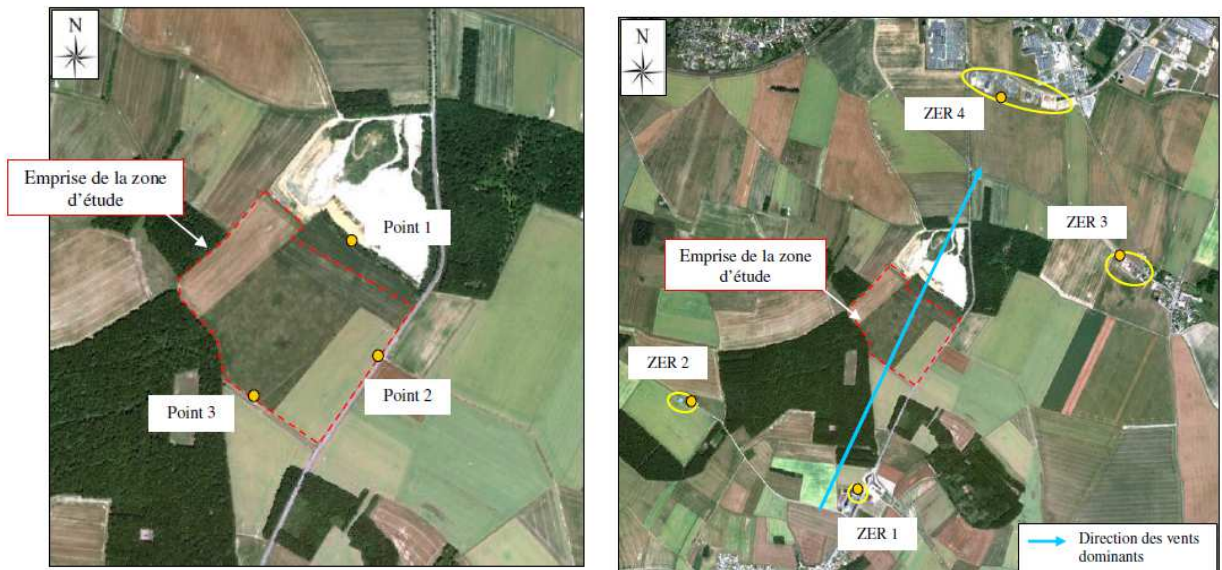 N
Emprise de la zone
d'étude
Point 1
Point 2
Point 3
N
ZER 4
ZER 3
Emprise de la zone
d'étude
ZER 2
ZER 1
Direction des vents
dominants